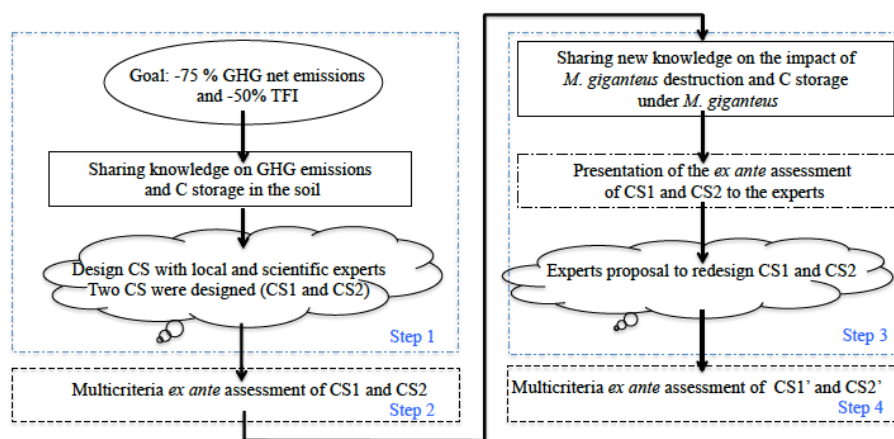 Goal: -75 % GHG net emissions
and -50% TFI
Sharing knowledge on GHG emissions
and C storage in the soil
Design CS with local and scientific experts
Two CS were designed (CS1 and CS2)
Step 1
Multicriteria ex ante assessment of CS1 and CS2
Step 2
Sharing new knowledge on the impact of
M. giganteus destruction and C storage
under M. giganteus
Presentation of the ex ante assessment
of CS1 and CS2 to the experts
Experts proposal to redesign CS1 and CS2
Step 3
Multicriteria ex ante assessment of CS1’ and CS2’
Step 4